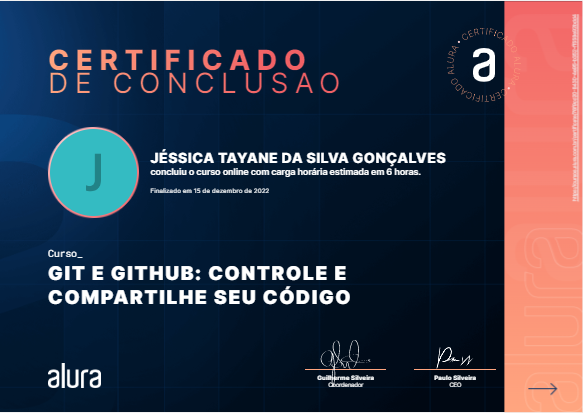 CERTIFICADO
DE CONCLUSAO
CERTIFICADO • ALURA • CERTIFICADO • ALURA •
a
J
JÉSSICA TAYANE DA SILVA GONÇALVES
concluiu o curso online com carga horária estimada em 6 horas.
Finalizado em 15 de dezembro de 2022
Curso_
GIT E GITHUB: CONTROLE E
COMPARTILHE SEU CÓDIGO
alura
Guilherme Silveira
Coordenador
Paulo Silveira
CEO
alura